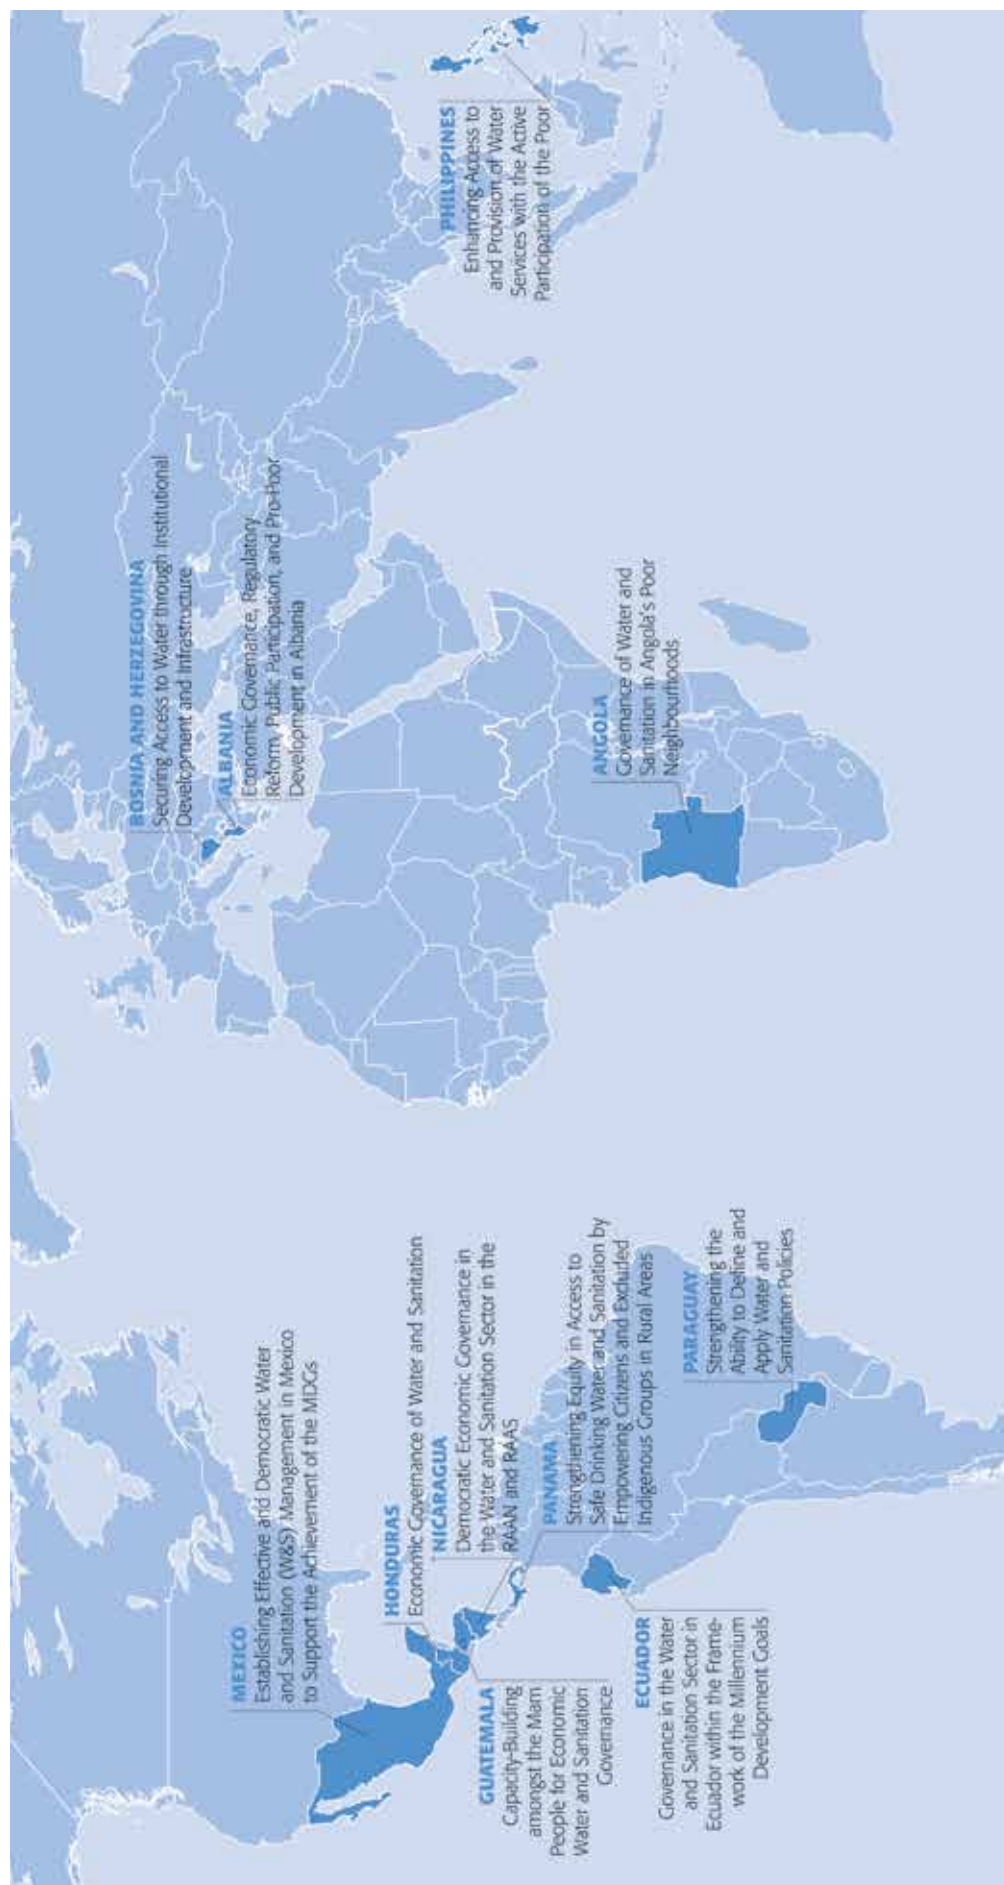 MEXICO
Establishing Effective and Democratic Water
and Sanitation (W&S) Management in Mexico
to Support the Achievement of the MDGs
HONDURAS
Economic Governance of Water and Sanitation
NICARAGUA
Democratic Economic Governance in
the Water and Sanitation Sector in the
RAAN and RAAS
PANAMA
Strengthening Equity in Access to
Safe Drinking Water and Sanitation by
Empowering Citizens and Excluded
Indigenous Groups in Rural Areas
GUATEMALA
Capacity-Building
amongst the Mam
People for Economic
Water and Sanitation
Governance
ECUADOR
Governance in the Water
and Sanitation Sector in
Ecuador within the Frame-
work of the Millennium
Development Goals
PARAGUAY
Strengthening the
Ability to Define and
Apply Water and
Sanitation Policies
BOSNIA AND HERZEGOVINA
Securing Access to Water through Institutional
Development and Infrastructure
ALBANIA
Economic Governance, Regulatory
Reform, Public Participation, and Pro-Poor
Development in Albania
ANGOLA
Governance of Water and
Sanitation in Angola's Poor
Neighbourhoods
PHILIPPINES
Enhancing Access to
and Provision of Water
Services with the Active
Participation of the Poor